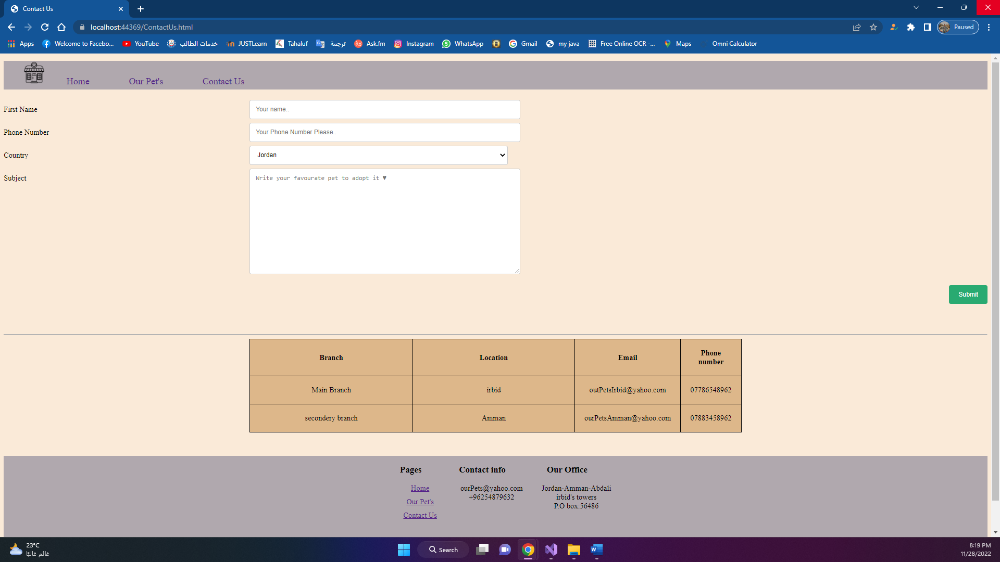 Contact Us
localhost:44369/ContactUs.html
Paused
Apps
Welcome to Facebo...
YouTube
خدمات الطالب
JUSTLearn
Tahaluf
ترجمة
Ask.fm
Instagram
WhatsApp
Gmail
my java
Free Online OCR -...
Maps
Omni Calculator
Home Our Pet's Contact Us
First Name Your name..
Phone Number Your Phone Number Please..
Country Jordan
Subject Write your favourate pet to adopt it ♥
Submit
Branch Location Email Phone number
Main Branch irbid outPetsIrbid@yahoo.com 07786548962
secondery branch Amman ourPetsAmman@yahoo.com 07883458962
Pages
Home
Our Pet's
Contact Us
Contact info
ourPets@yahoo.com
+96254879632
Our Office
Jordan-Amman-Abdali
irbid's towers
P.O box:56486
23°C
غائم غالبًا
Search
8:19 PM
11/28/2022